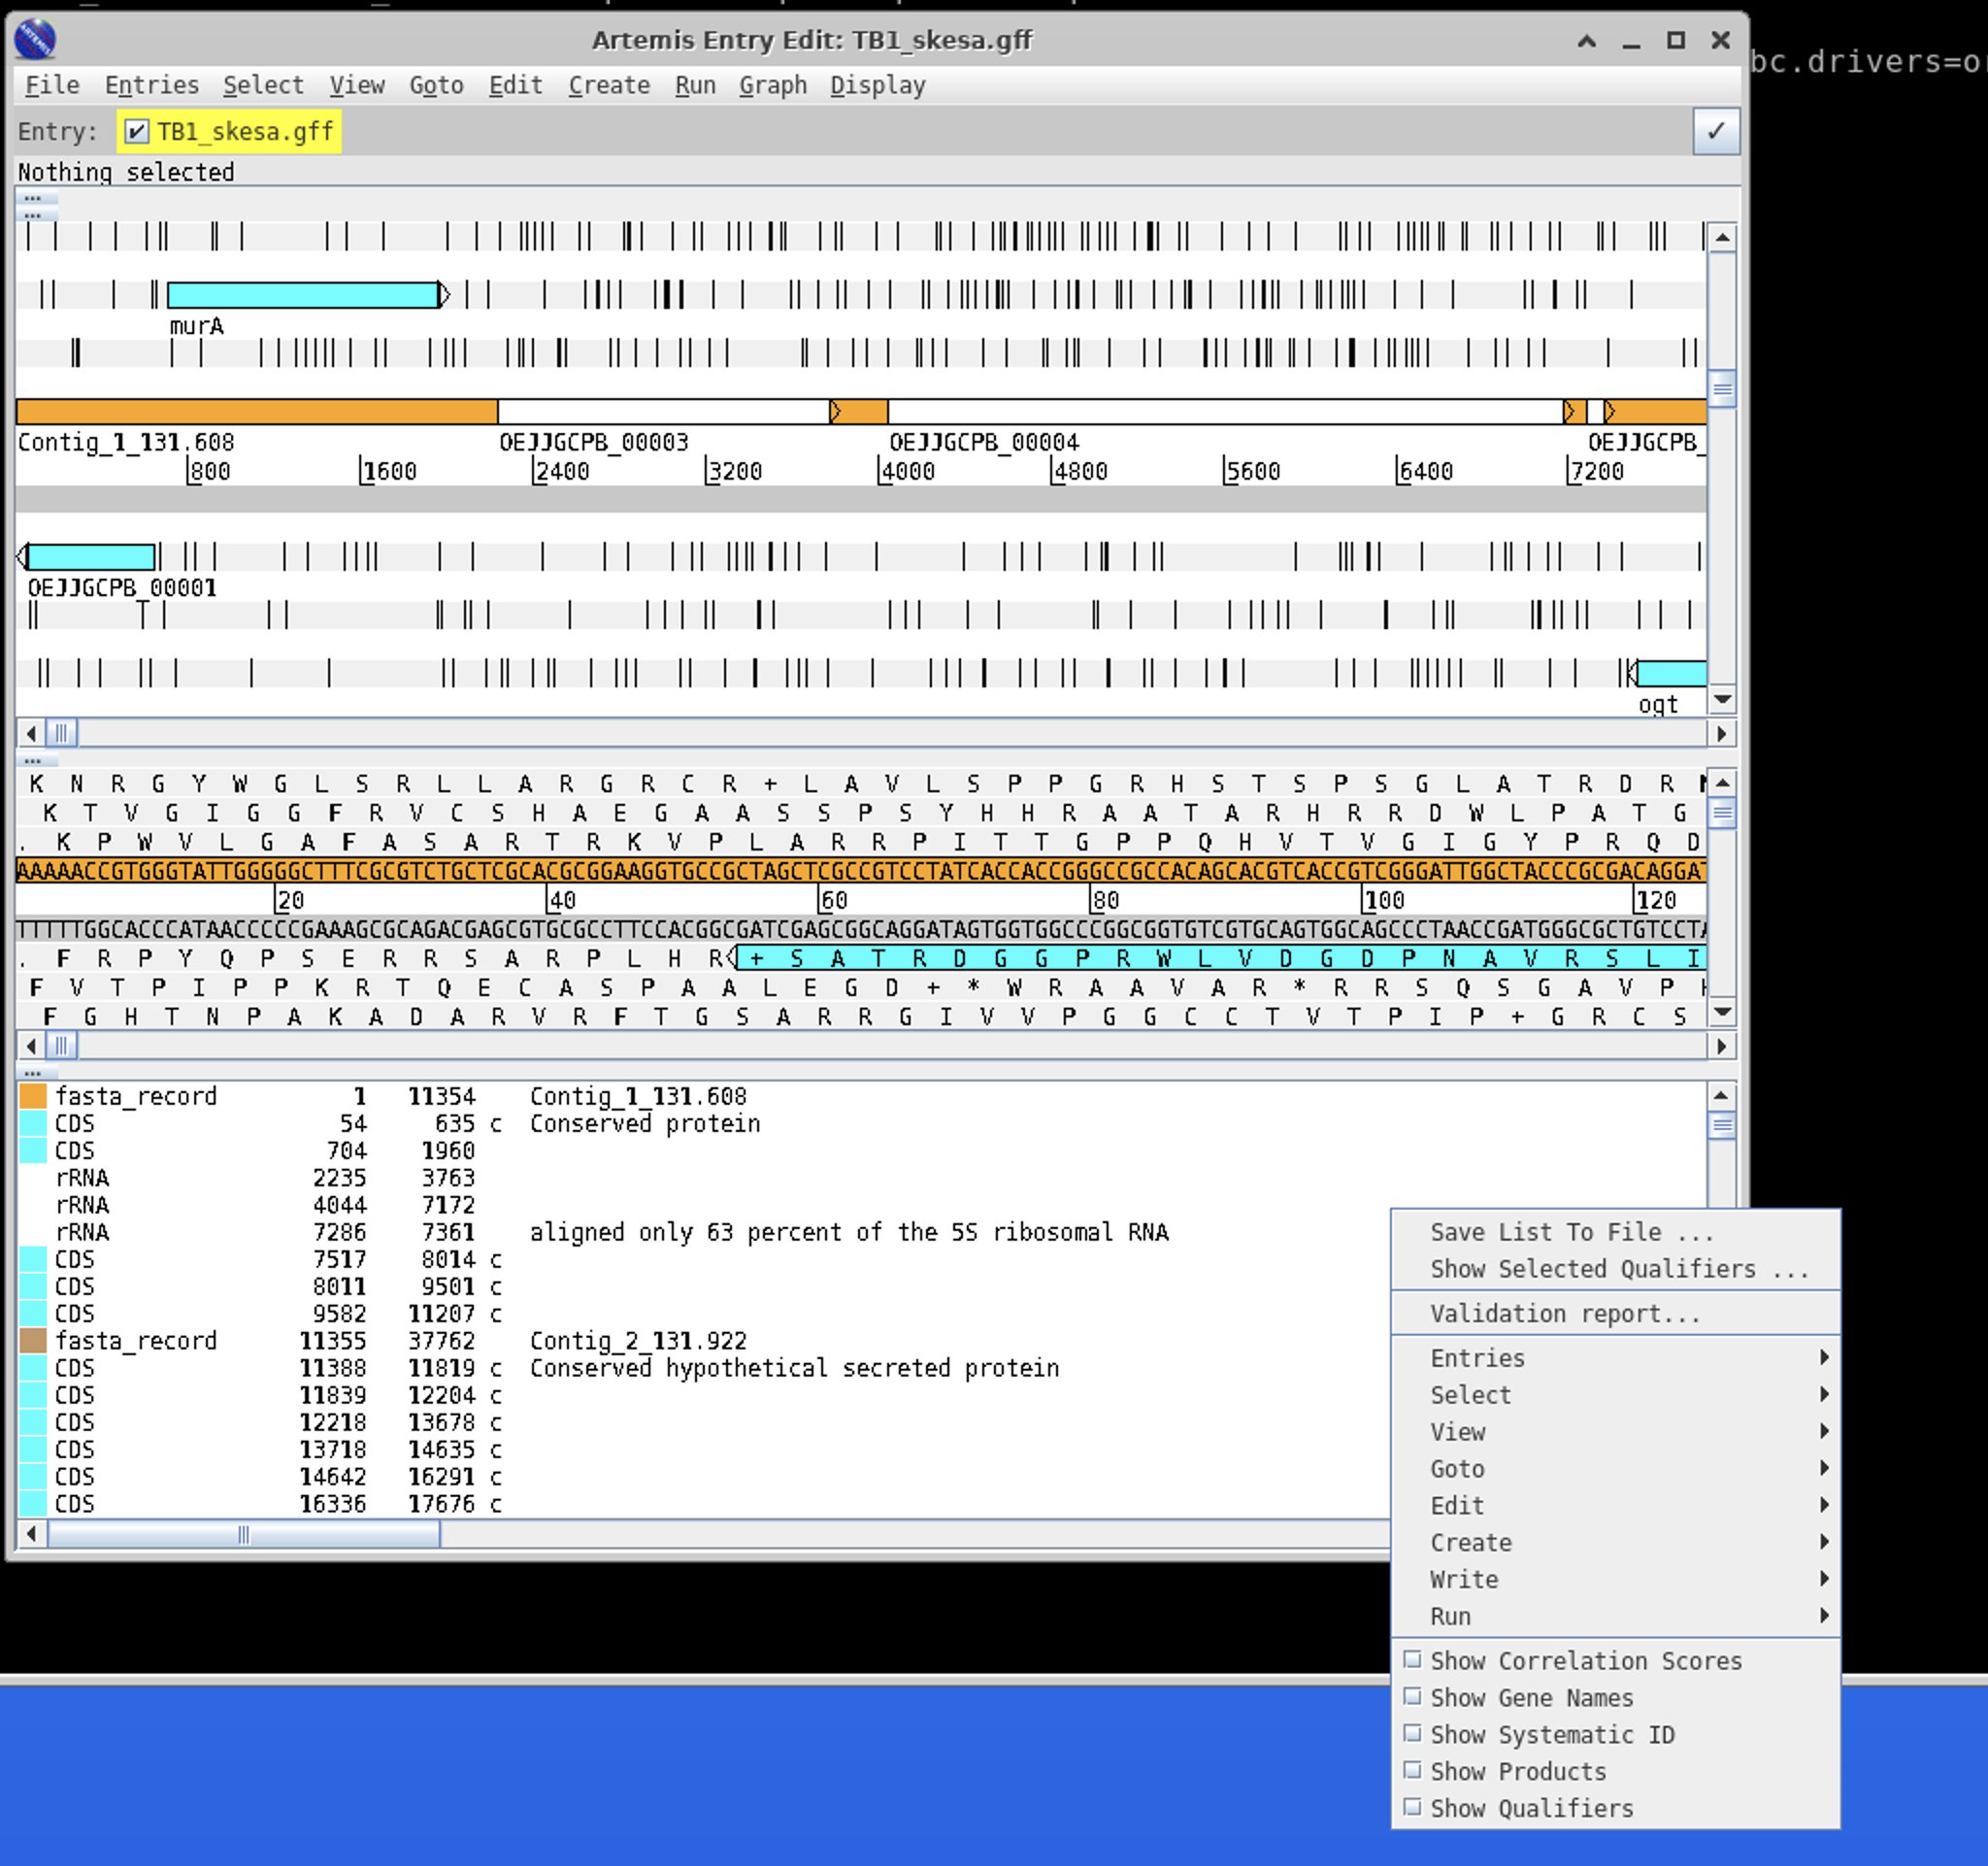 bc.drivers=o
ARTEMIS
Artemis Entry Edit: TB1_skesa.gff
File Entries Select View Goto Edit Create Run Graph Display
Entry: TB1_skesa.gff
Nothing selected
murA
Contig_1_131.608 OEJJGCPB_00003 OEJJGCPB_00004 OEJJGCPB_
800 1600 2400 3200 4000 4800 5600 6400 7200
OEJJGCPB_00001
ogt
K N R G Y W G L S R L L A R G R C R + L A V L S P P G R H S T S P S G L A T R D R
K T V G I G G F R V C S H A E G A A S S P S Y H H R A A T A R H R R D W L P A T G
. K P W V L G A F A S A R T R K V P L A R R P I T T G P P Q H V T V G I G Y P R Q D
AAAAACCGTGGGTATTGGGGGCTTTCGCGTCTGCTCGCACGCGGAAGGTGCCGCTAGCTCGCCGTCCTATCACCACCGGGCCGCCACAGCACGTCACCGTCGGGATTGGCTACCCGCGACAGGAT
20 40 60 80 100 120
TTTTTGGCACCCATAACCCCCGAAAGCGCAGACGAGCGTGCGCCTTCCACGGCGATCGAGCGGCAGGATAGTGGTGGCCCGGCGGTGTCGTGCAGTGGCAGCCCTAACCGATGGGCGCTGTCCTA
. F R P Y Q P S E R R S A R P L H R + S A T R D G G P R W L V D G D P N A V R S L I
F V T P I P P K R T Q E C A S P A A L E G D + * W R A A V A R * R R S Q S G A V P
F G H T N P A K A D A R V R F T G S A R R G I V V P G G C C T V T P I P + G R C S
fasta_record 1 11354 Contig_1_131.608
CDS 54 635 c Conserved protein
CDS 704 1960
rRNA 2235 3763
rRNA 4044 7172
rRNA 7286 7361 aligned only 63 percent of the 5S ribosomal RNA
CDS 7517 8014 c
CDS 8011 9501 c
CDS 9582 11207 c
fasta_record 11355 37762 Contig_2_131.922
CDS 11388 11819 c Conserved hypothetical secreted protein
CDS 11839 12204 c
CDS 12218 13678 c
CDS 13718 14635 c
CDS 14642 16291 c
CDS 16336 17676 c
Save List To File ...
Show Selected Qualifiers ...
Validation report...
Entries
Select
View
Goto
Edit
Create
Write
Run
Show Correlation Scores
Show Gene Names
Show Systematic ID
Show Products
Show Qualifiers